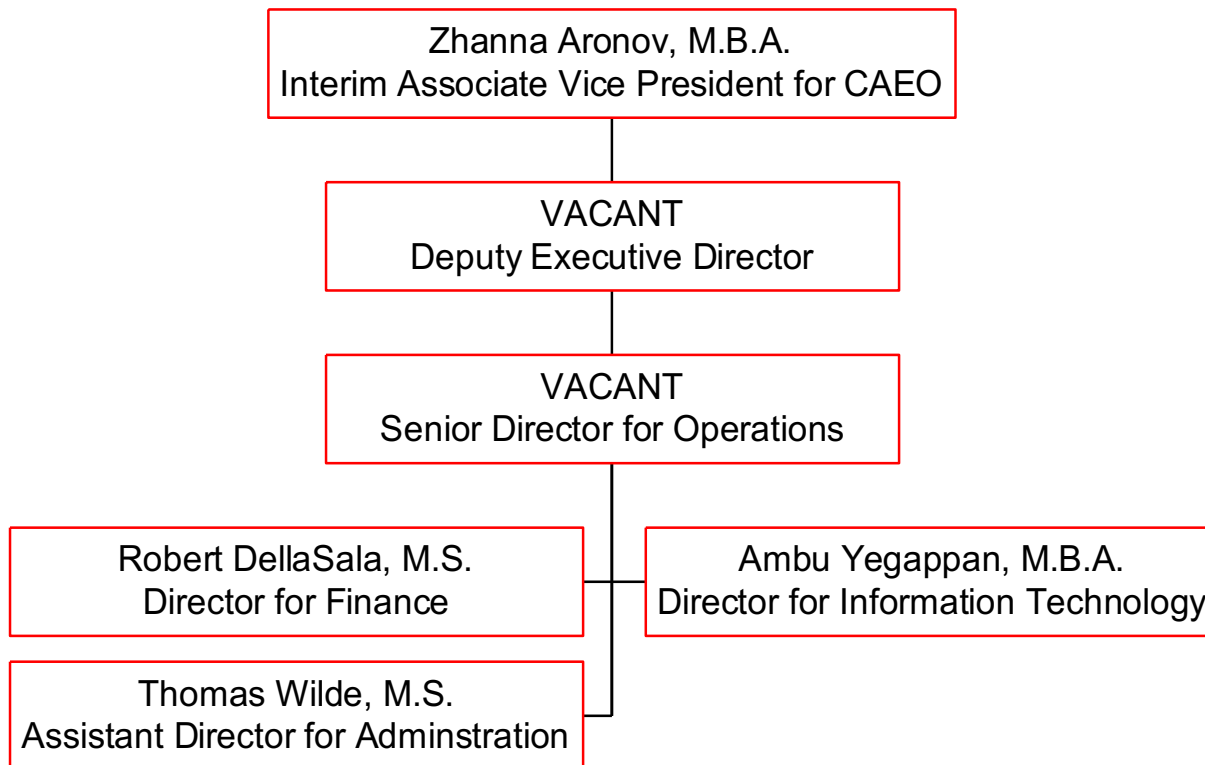 Zhanna Aronov, M.B.A.
Interim Associate Vice President for CAEO
VACANT
Deputy Executive Director
VACANT
Senior Director for Operations
Robert DellaSala, M.S.
Director for Finance
Ambu Yegappan, M.B.A.
Director for Information Technology
Thomas Wilde, M.S.
Assistant Director for Adminstration